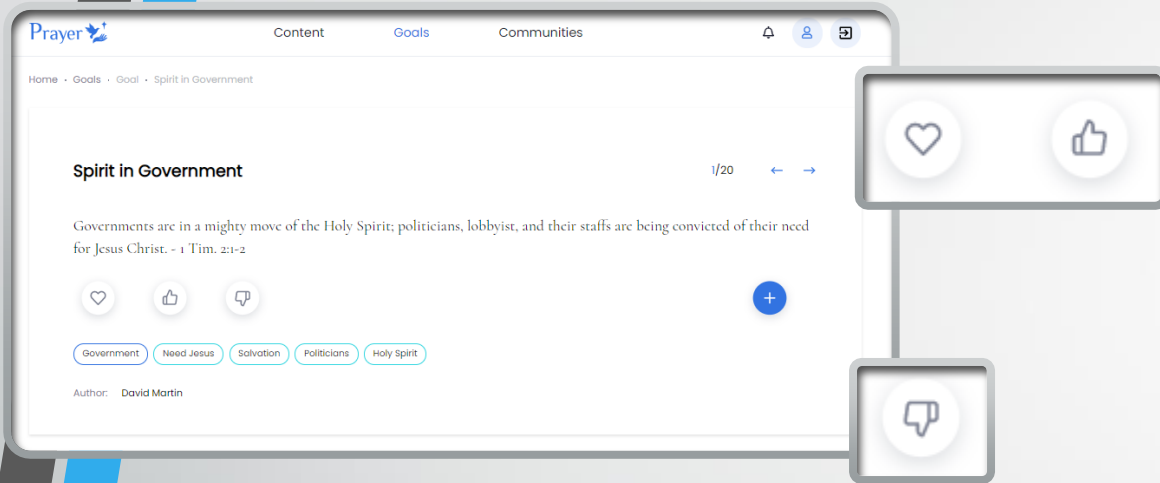 Prayer
Content Goals Communities
Home • Goals • Goal • Spirit in Government
Spirit in Government
1/20
Governments are in a mighty move of the Holy Spirit; politicians, lobbyist, and their staffs are being convicted of their need
for Jesus Christ. - 1 Tim. 2:1-2
Government Need Jesus Salvation Politicians Holy Spirit
Author: David Martin